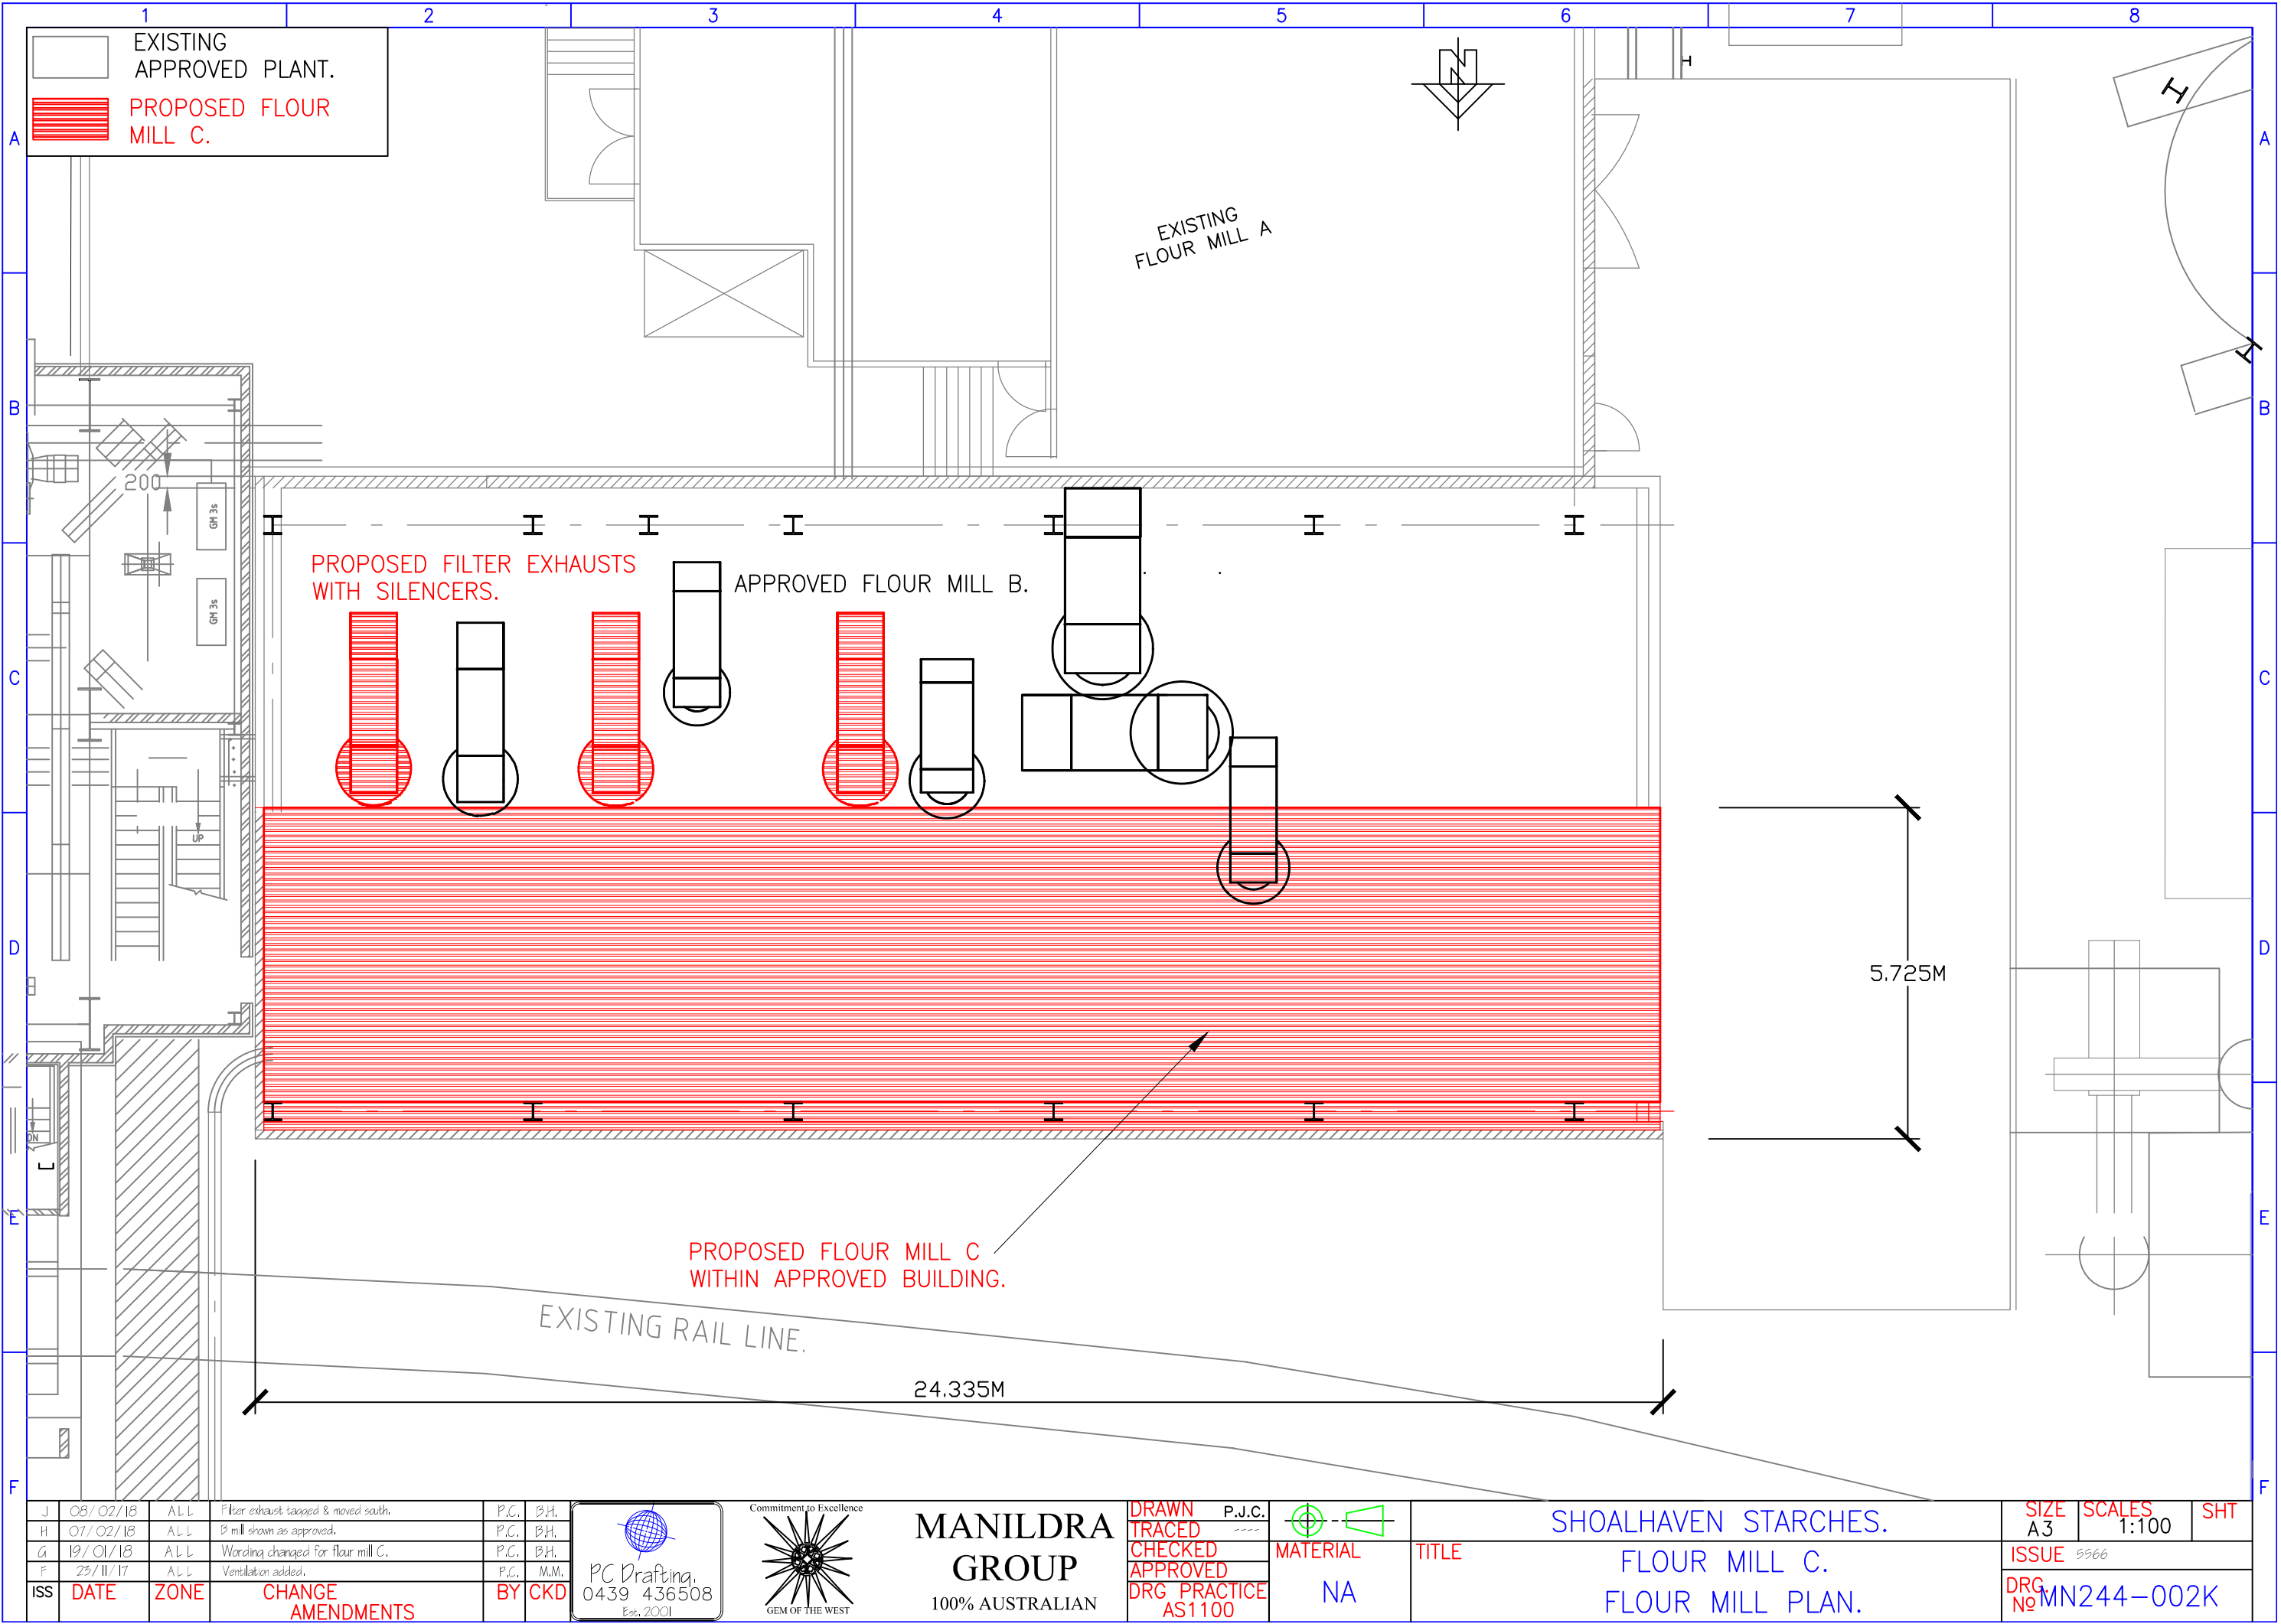 1 2 3 4 5 6 7 8
EXISTING
APPROVED PLANT.
PROPOSED FLOUR
MILL C.
N
A A
EXISTING
FLOUR MILL A
B B
200
GM 3s
GM 3s
PROPOSED FILTER EXHAUSTS
WITH SILENCERS.
APPROVED FLOUR MILL B.
C C
UP
D D
5.725M
DN
E E
PROPOSED FLOUR MILL C
WITHIN APPROVED BUILDING.
EXISTING RAIL LINE.
24.335M
F F
J 08/02/18 ALL Filter exhaust tagged & moved south. P.C. B.H.
H 07/02/18 ALL B mill shown as approved. P.C. B.H.
G 19/01/18 ALL Wording changed for flour mill C. P.C. B.H.
F 23/11/17 ALL Ventilation added. P.C. M.M.
ISS DATE ZONE CHANGE AMENDMENTS BY CKD
PC Drafting.
0439 436508
Est. 2001
Commitment to Excellence
GEM OF THE WEST
MANILDRA
GROUP
100% AUSTRALIAN
DRAWN P.J.C.
TRACED ----
CHECKED
APPROVED
DRG PRACTICE
AS1100
MATERIAL
NA
TITLE
SHOALHAVEN STARCHES.
FLOUR MILL C.
FLOUR MILL PLAN.
SIZE A3
SCALES 1:100
SHT
ISSUE 5566
DRG. Nº MN244-002K